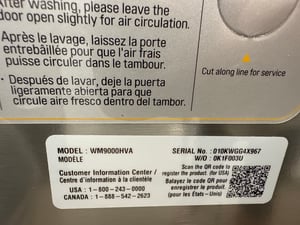 After washing, please leave the
door open slightly for air circulation.
Après le lavage, laissez la porte
entrebâillée pour que l'air frais
puisse circuler dans le tambour.
· Después de lavar, deje la puerta
ligeramente abierta para que
circule aire fresco dentro del tambor.
Cut along line for service
MODEL : WM9000HVA
MODÈLE
Customer Information Center /
Centre d'information à la clientèle
USA : 1-800-243-0000
CANADA : 1-888-542-2623
SERIAL No. : 010KWGG4X967
W/O : 0K1F003U
Scan the QR code to
register the product (for USA)
Balayez le code QR pour
enregistrer le produit
(pour les États-Unis)